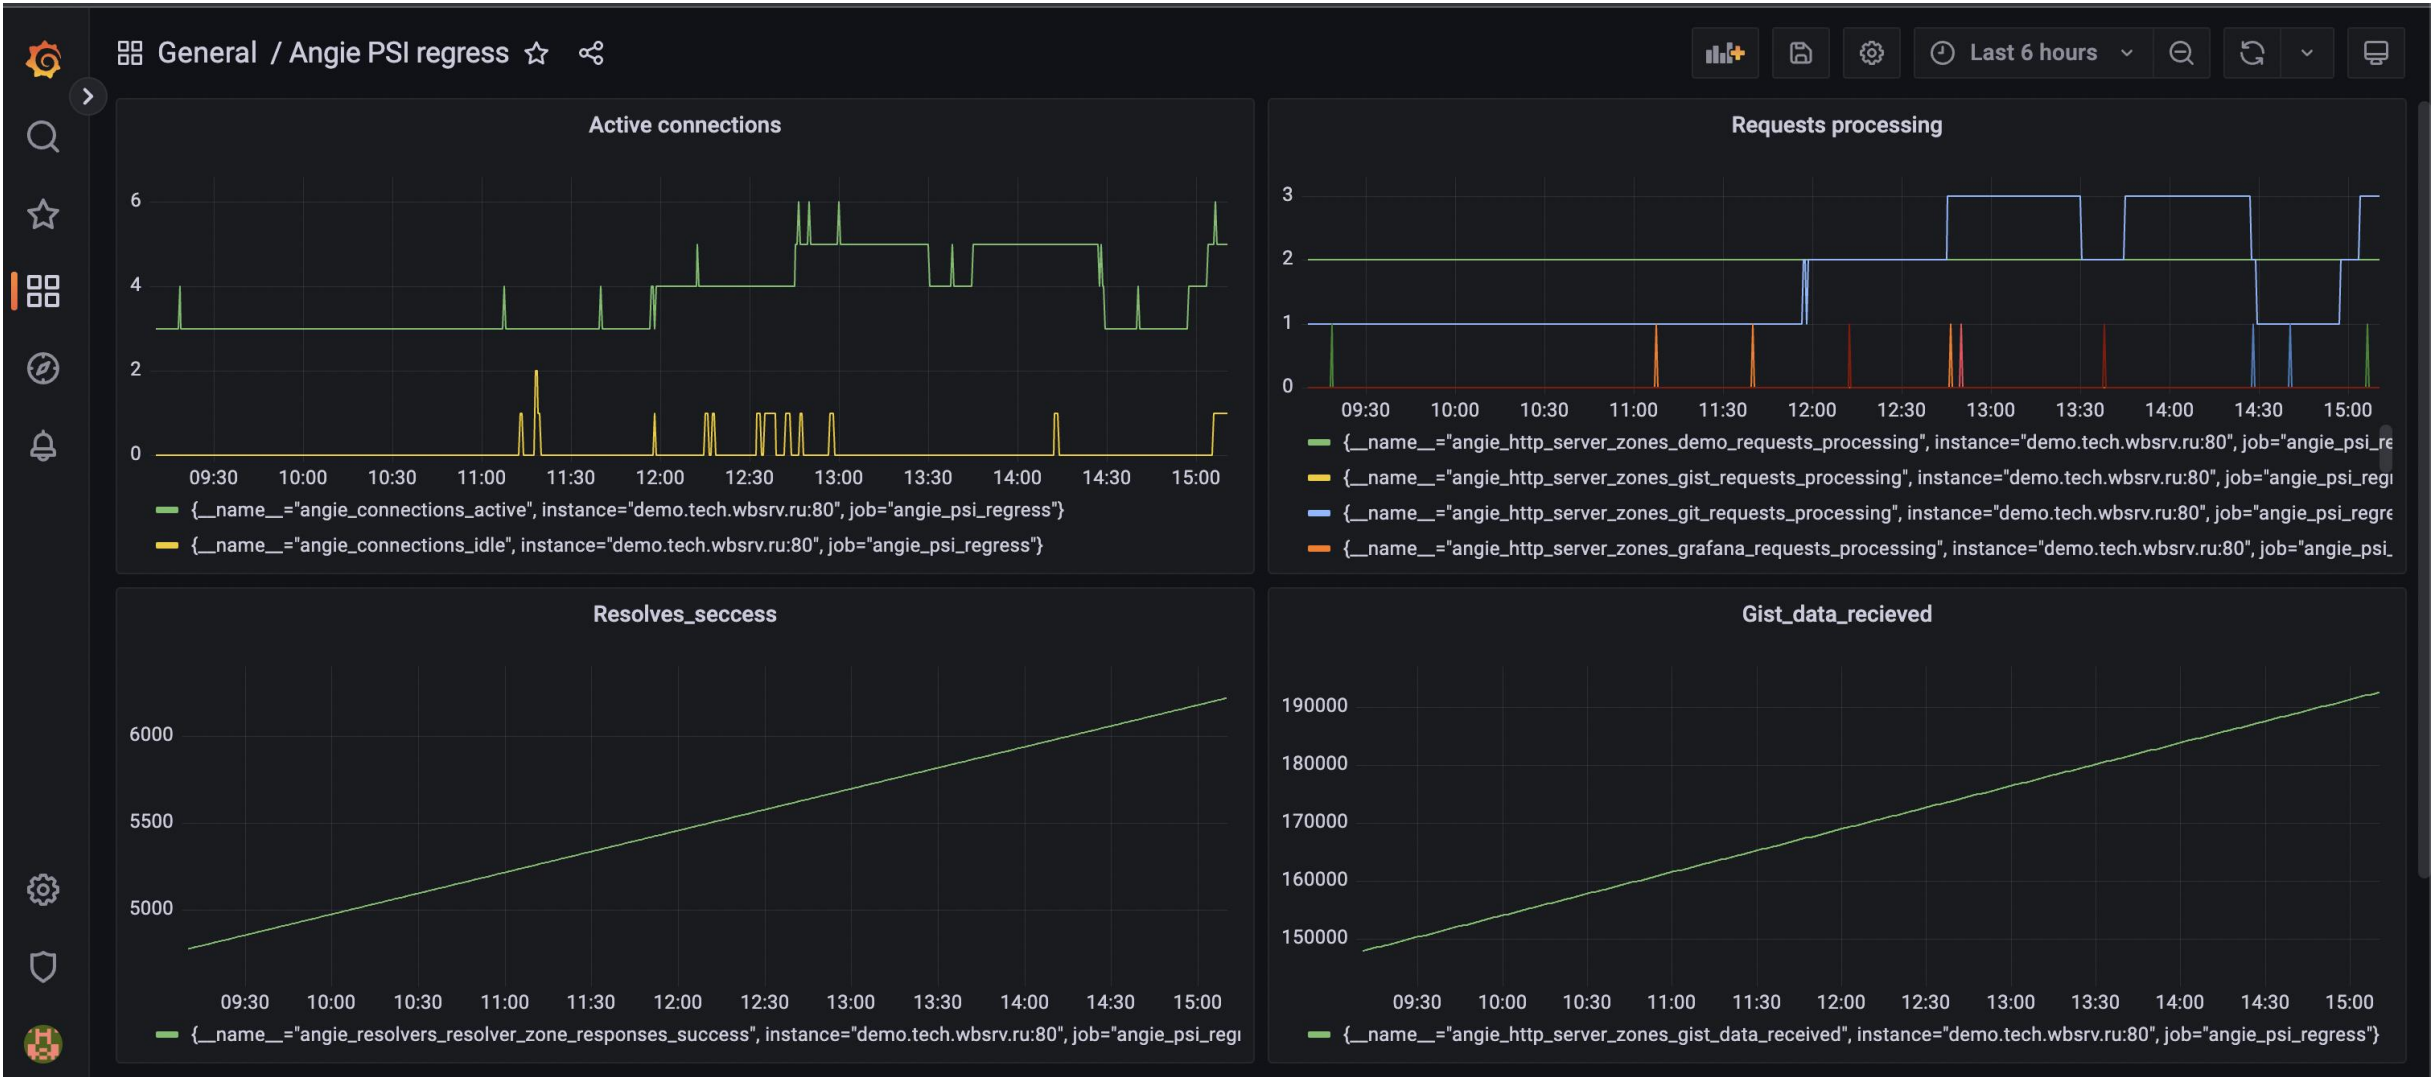 General / Angie PSI regress
Last 6 hours
Active connections
6
4
2
0
09:30 10:00 10:30 11:00 11:30 12:00 12:30 13:00 13:30 14:00 14:30 15:00
{__name__="angie_connections_active", instance="demo.tech.wbsrv.ru:80", job="angie_psi_regress"}
{__name__="angie_connections_idle", instance="demo.tech.wbsrv.ru:80", job="angie_psi_regress"}
Requests processing
3
2
1
0
09:30 10:00 10:30 11:00 11:30 12:00 12:30 13:00 13:30 14:00 14:30 15:00
{__name__="angie_http_server_zones_demo_requests_processing", instance="demo.tech.wbsrv.ru:80", job="angie_psi_re
{__name__="angie_http_server_zones_gist_requests_processing", instance="demo.tech.wbsrv.ru:80", job="angie_psi_regr
{__name__="angie_http_server_zones_git_requests_processing", instance="demo.tech.wbsrv.ru:80", job="angie_psi_regre
{__name__="angie_http_server_zones_grafana_requests_processing", instance="demo.tech.wbsrv.ru:80", job="angie_psi_
Resolves_seccess
6000
5500
5000
09:30 10:00 10:30 11:00 11:30 12:00 12:30 13:00 13:30 14:00 14:30 15:00
{__name__="angie_resolvers_resolver_zone_responses_success", instance="demo.tech.wbsrv.ru:80", job="angie_psi_regr
Gist_data_recieved
190000
180000
170000
160000
150000
09:30 10:00 10:30 11:00 11:30 12:00 12:30 13:00 13:30 14:00 14:30 15:00
{__name__="angie_http_server_zones_gist_data_received", instance="demo.tech.wbsrv.ru:80", job="angie_psi_regress"}